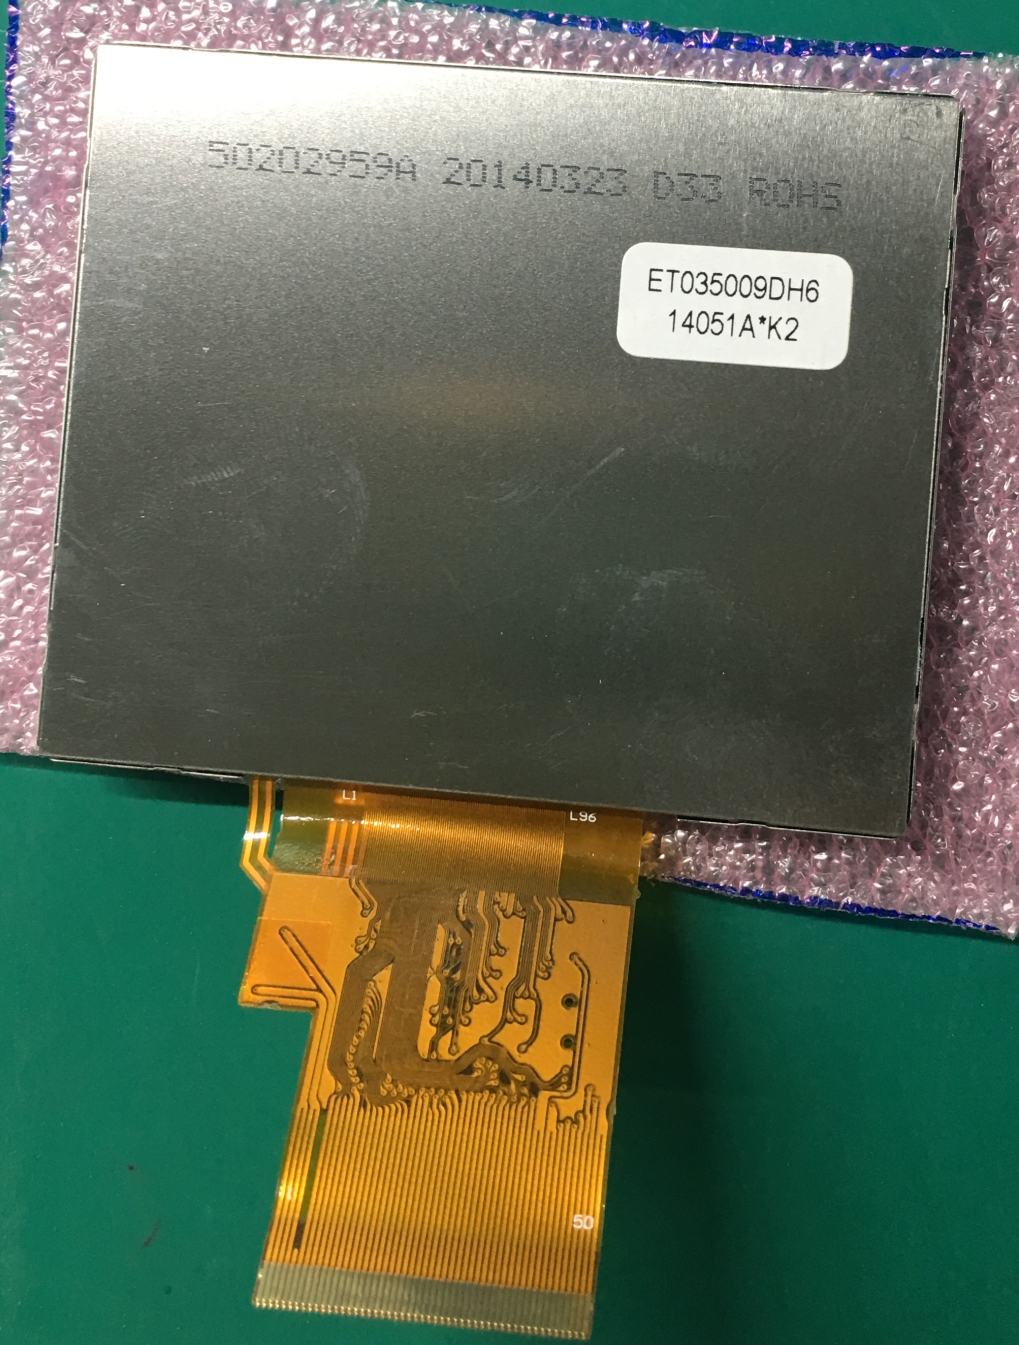 50202959A 20140323 D33 ROHS
ET035009DH6
14051A*K2
L1
L96
50